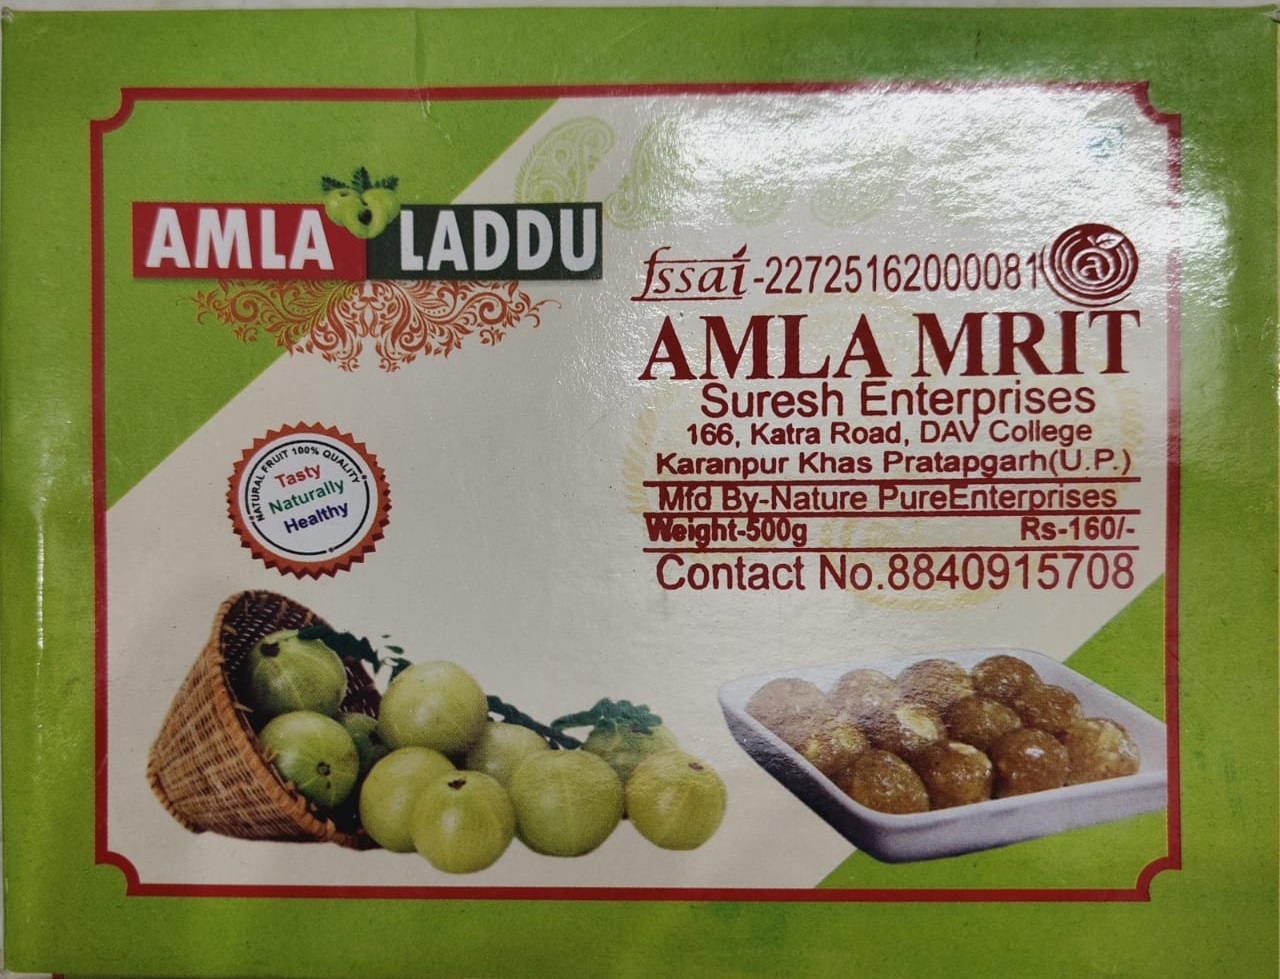 AMLA LADDU
fssai-22725162000081
AMLA MRIT
Suresh Enterprises
166, Katra Road, DAV College
Karanpur Khas Pratapgarh(U.P.)
Mfd By-Nature PureEnterprises
Weight-500g Rs-160/-
Contact No.8840915708
NATURAL FRUIT 100% QUALITY
Tasty
Naturally
Healthy